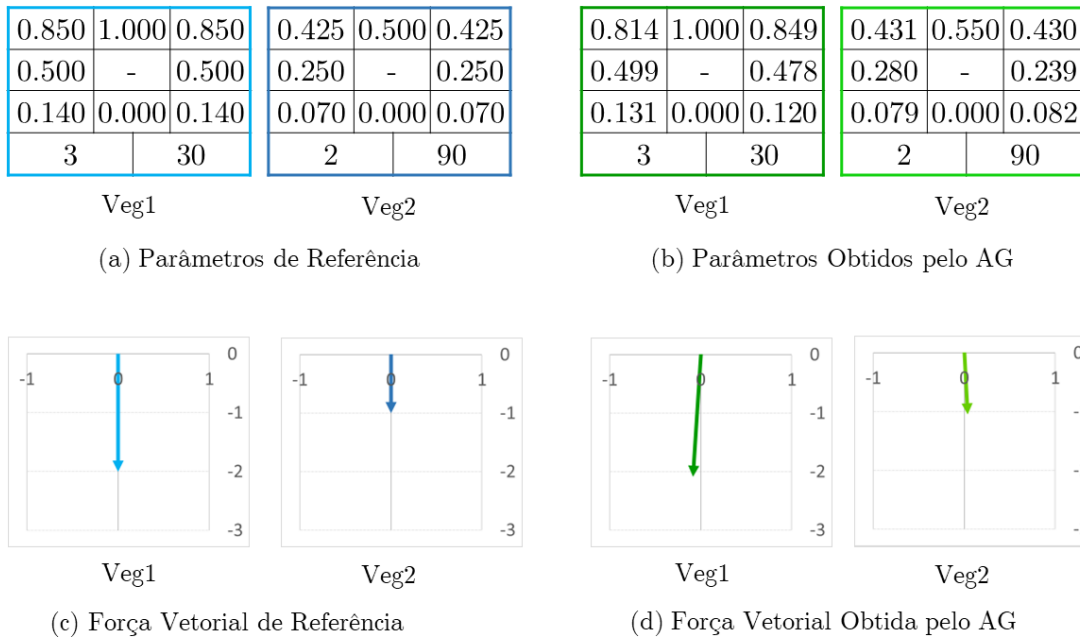 0.850 1.000 0.850 0.425 0.500 0.425 0.814 1.000 0.849 0.431 0.550 0.430
0.500 - 0.500 0.250 - 0.250 0.499 - 0.478 0.280 - 0.239
0.140 0.000 0.140 0.070 0.000 0.070 0.131 0.000 0.120 0.079 0.000 0.082
3 30 2 90 3 30 2 90
Veg1 Veg2 Veg1 Veg2
(a) Parâmetros de Referência (b) Parâmetros Obtidos pelo AG
0 0 0 0
-1 0 1 -1 0 1 -1 0 1 -1 0 1
-1 -1 -1
-2 -2 -2
-3 -3 -3
Veg1 Veg2 Veg1 Veg2
(c) Força Vetorial de Referência (d) Força Vetorial Obtida pelo AG